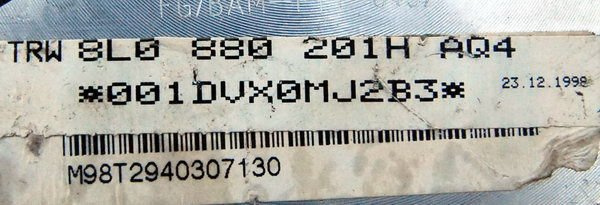 TRW 8L0 880 201H AQ4
*001DVX0MJ2B3*
23.12.1998
M98T2940307130